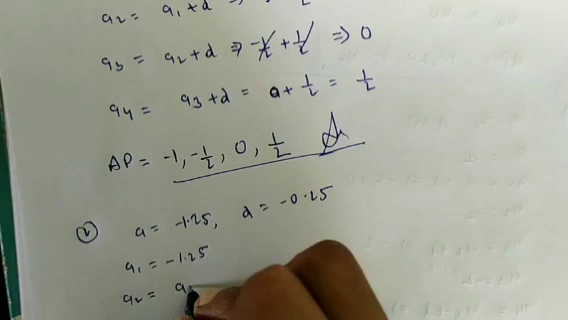 a2 = a1 + d ⇒
a3 = a2 + d ⇒ -1/2 + 1/2 ⇒ 0
a4 = a3 + d = 0 + 1/2 = 1/2
AP = -1, -1/2, 0, 1/2
(v) a = -1.25, d = -0.25
a1 = -1.25
a2 = a